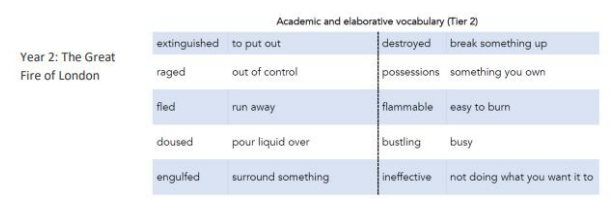 Academic and elaborative vocabulary (Tier 2)
Year 2: The Great
Fire of London
extinguished to put out destroyed break something up
raged out of control possessions something you own
fled run away flammable easy to burn
doused pour liquid over bustling busy
engulfed surround something ineffective not doing what you want it to